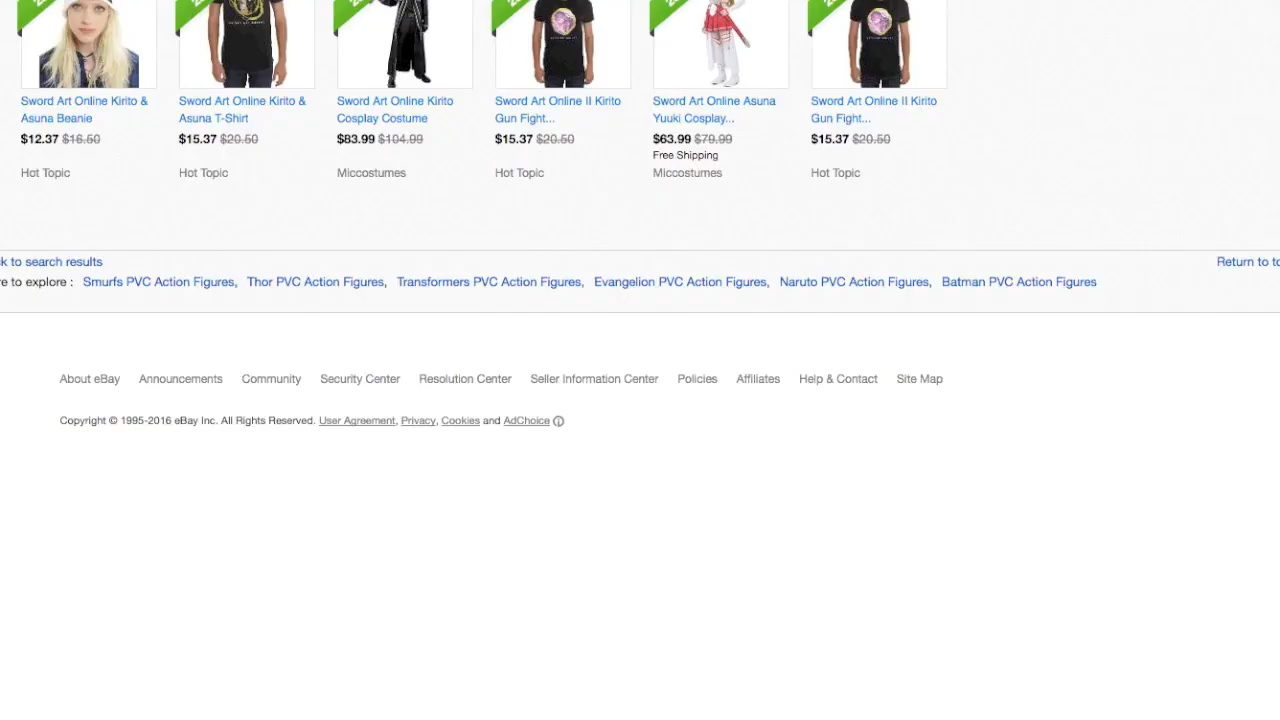 Sword Art Online Kirito & Asuna Beanie
$12.37 $16.50
Hot Topic
Sword Art Online Kirito & Asuna T-Shirt
$15.37 $20.50
Hot Topic
Sword Art Online Kirito Cosplay Costume
$83.99 $104.99
Miccostumes
Sword Art Online II Kirito Gun Fight...
$15.37 $20.50
Hot Topic
Sword Art Online Asuna Yuuki Cosplay...
$63.99 $79.99
Free Shipping
Miccostumes
Sword Art Online II Kirito Gun Fight...
$15.37 $20.50
Hot Topic
to search results
Return to
to explore : Smurfs PVC Action Figures, Thor PVC Action Figures, Transformers PVC Action Figures, Evangelion PVC Action Figures, Naruto PVC Action Figures, Batman PVC Action Figures
About eBay Announcements Community Security Center Resolution Center Seller Information Center Policies Affiliates Help & Contact Site Map
Copyright © 1995-2016 eBay Inc. All Rights Reserved. User Agreement, Privacy, Cookies and AdChoice